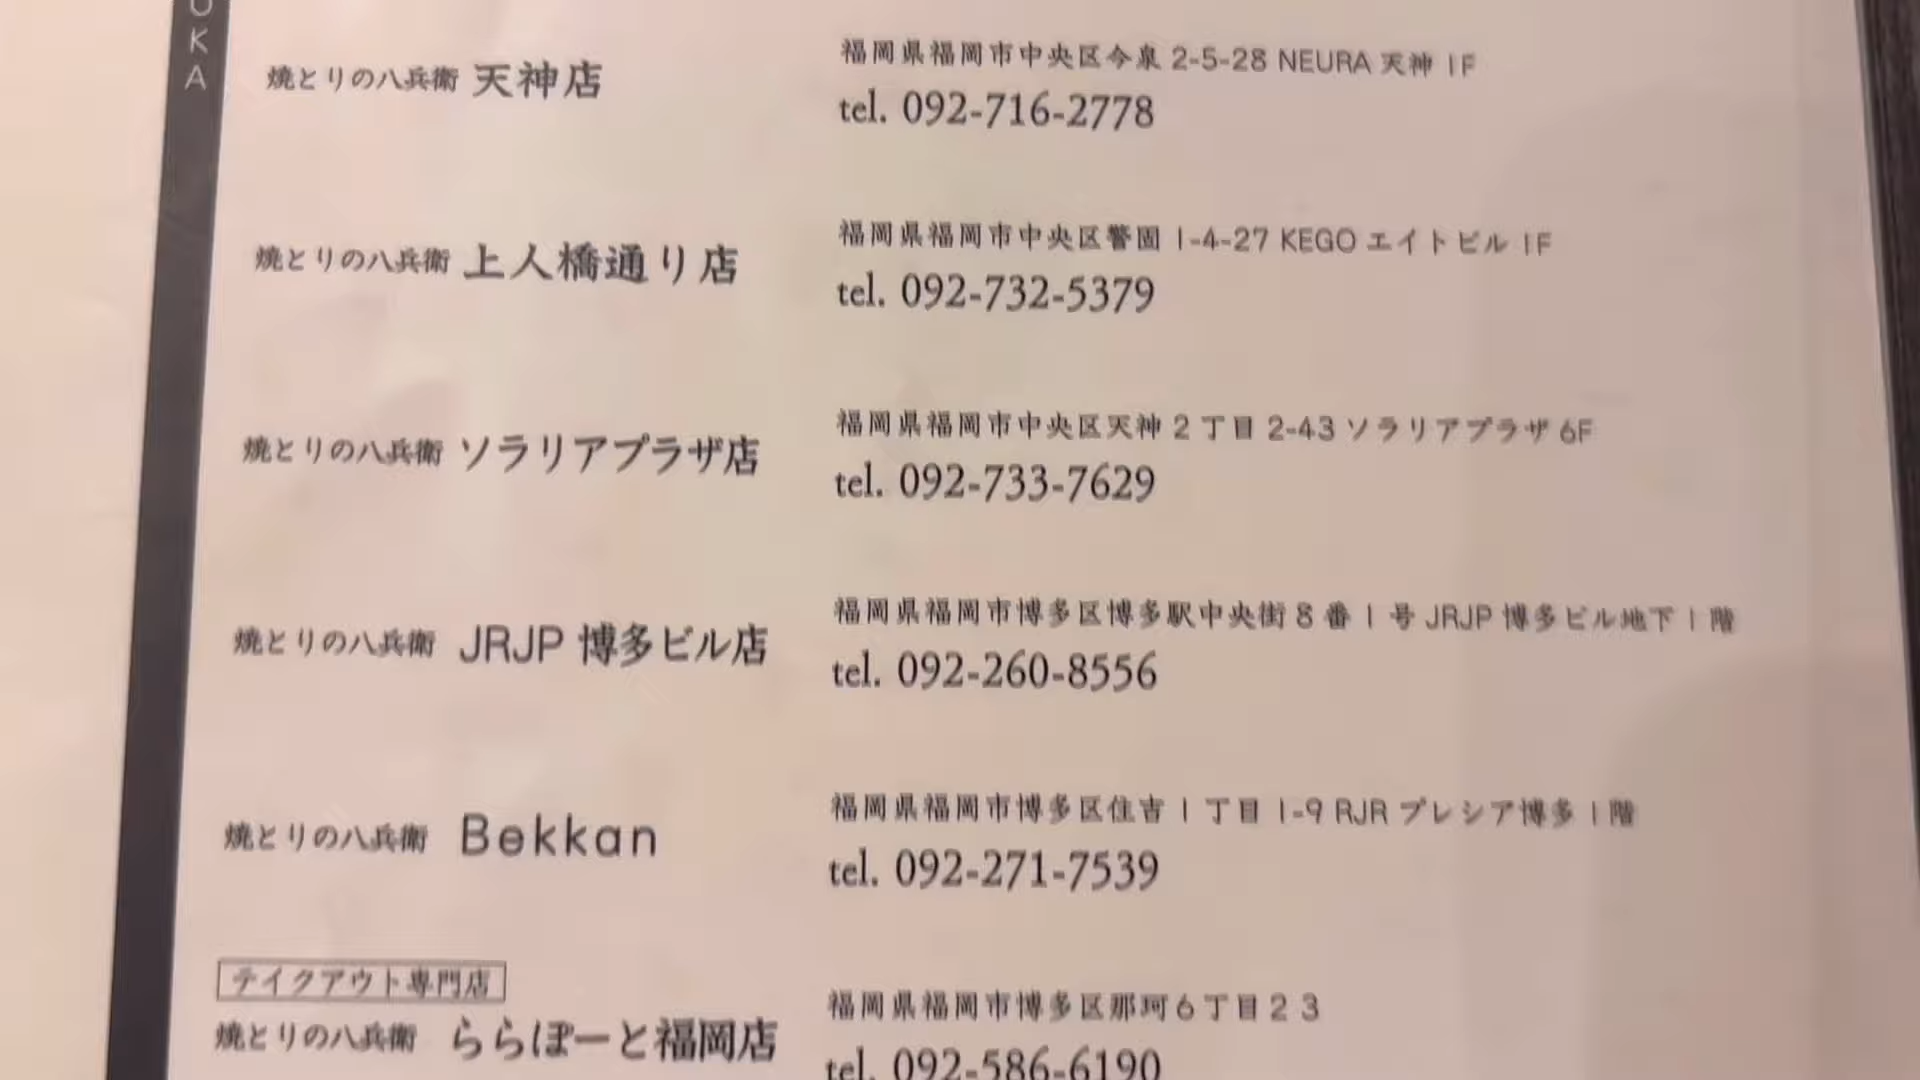 OKA
焼とりの八兵衛 天神店
福岡県福岡市中央区今泉 2-5-28 NEURA 天神 1F
tel. 092-716-2778
焼とりの八兵衛 上人橋通り店
福岡県福岡市中央区警固 1-4-27 KEGO エイトビル 1F
tel. 092-732-5379
焼とりの八兵衛 ソラリアプラザ店
福岡県福岡市中央区天神 2 丁目 2-43 ソラリアプラザ 6F
tel. 092-733-7629
焼とりの八兵衛 JRJP 博多ビル店
福岡県福岡市博多区博多駅中央街 8 番 1 号 JRJP 博多ビル地下 1 階
tel. 092-260-8556
焼とりの八兵衛 Bekkan
福岡県福岡市博多区住吉 1 丁目 1-9 RJR プレシア博多 1 階
tel. 092-271-7539
テイクアウト専門店
焼とりの八兵衛 ららぽーと福岡店
福岡県福岡市博多区那珂 6 丁目 2 3
tel. 092-586-6190